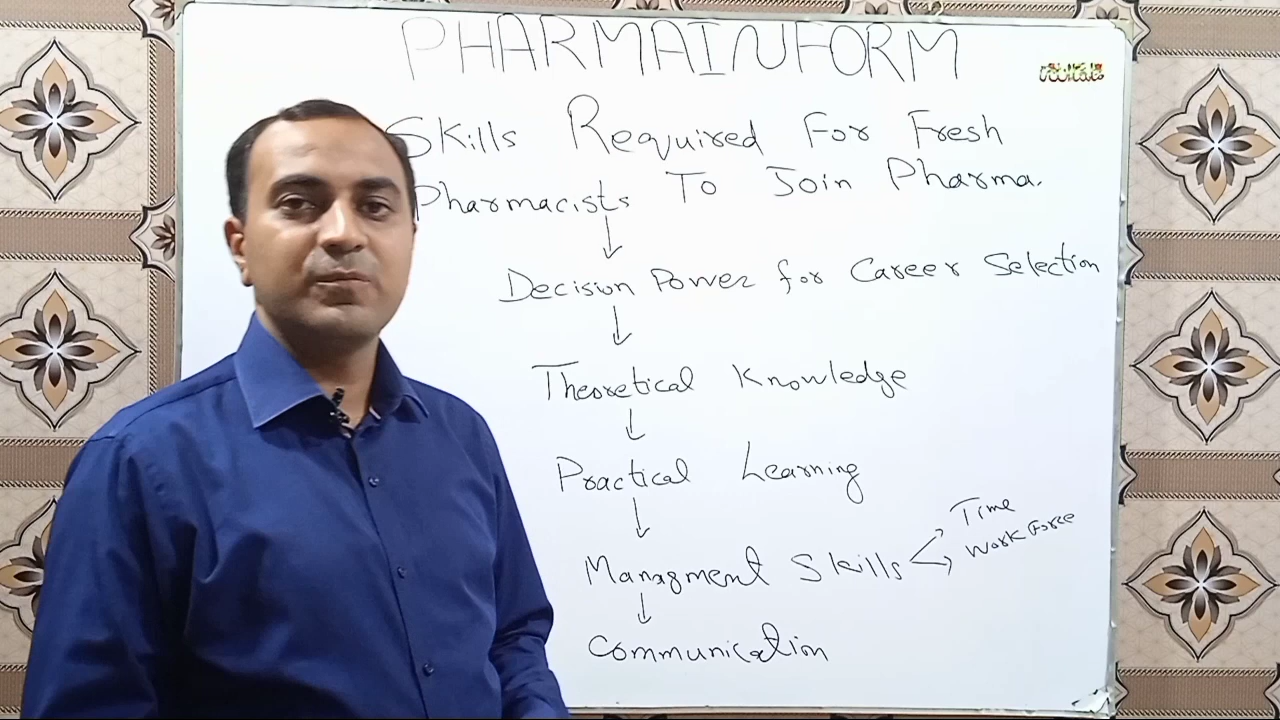 PHARMAINFORM
Skills Required For Fresh
Pharmacists To Join Pharma.
Decision Power for Career Selection
Theoretical Knowledge
Practical Learning
Managment Skills
Time
Work Force
Communication